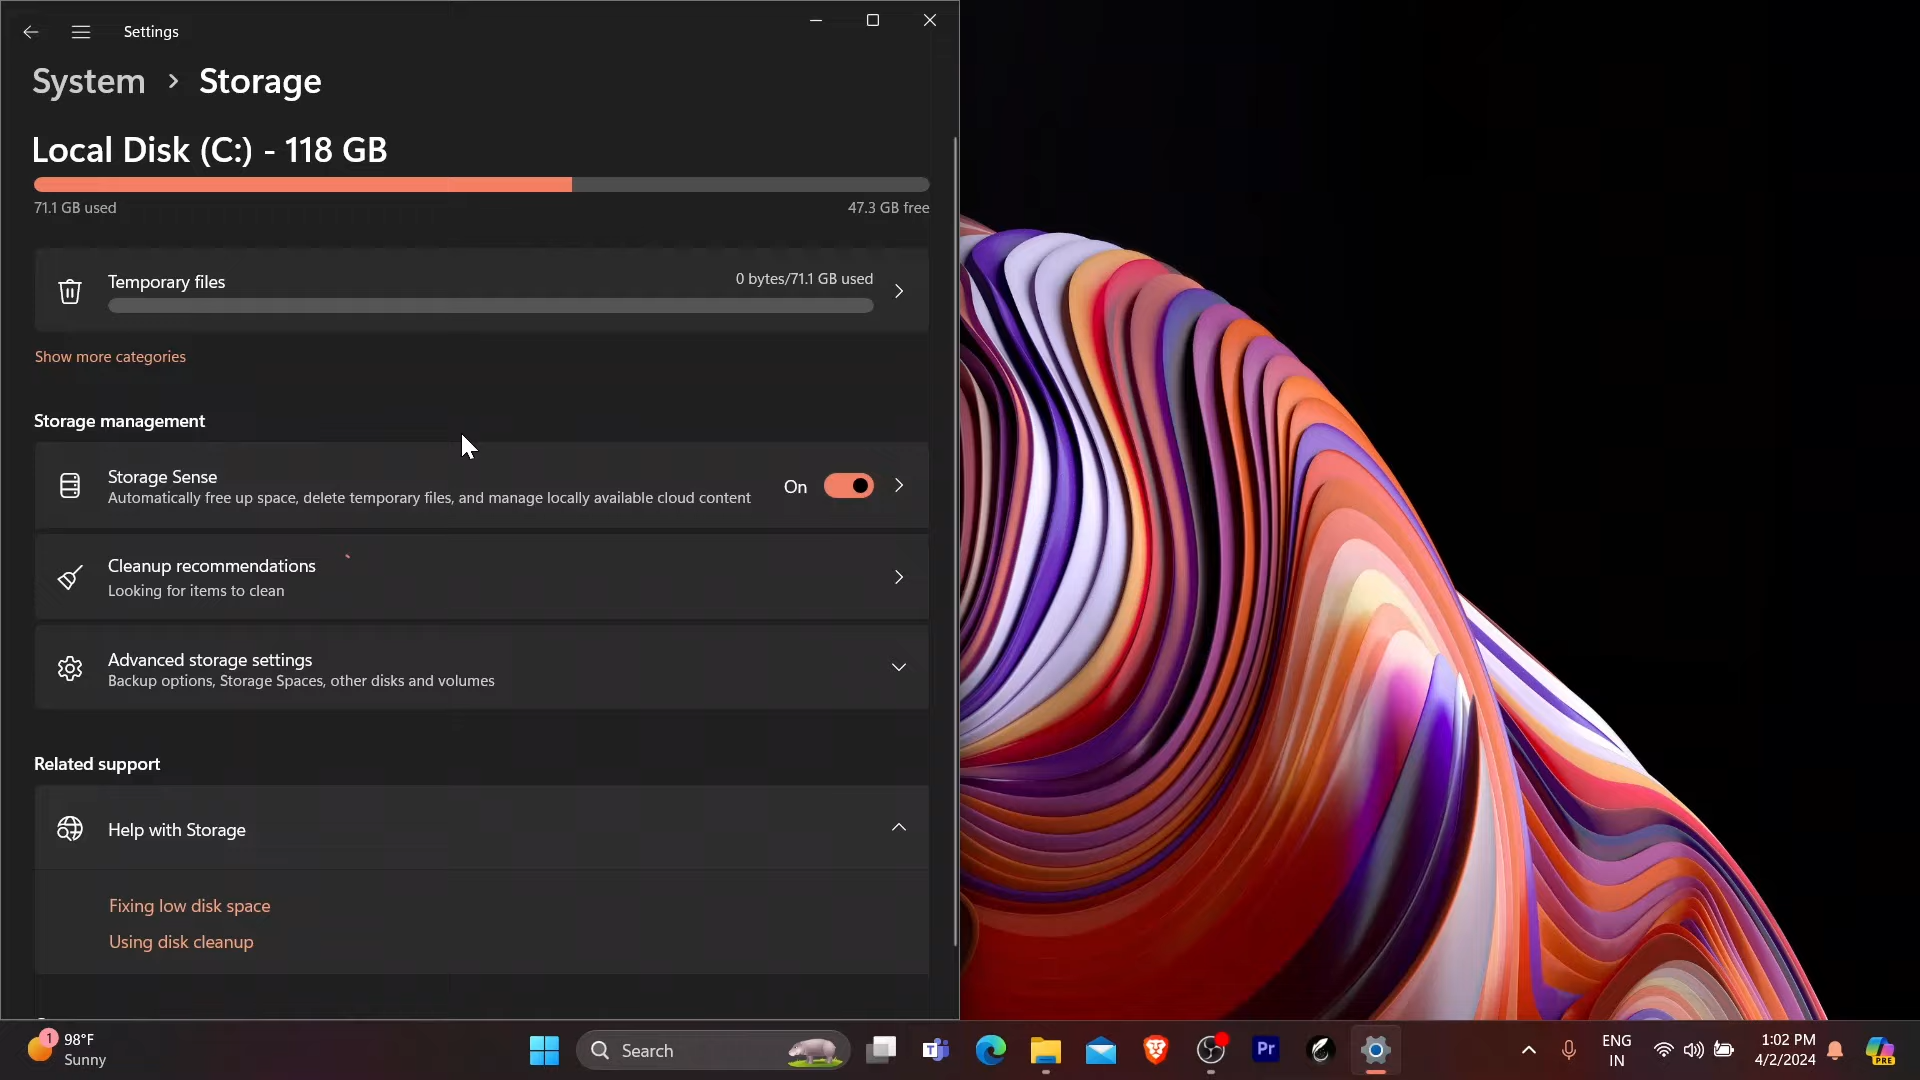 Settings
System > Storage
Local Disk (C:) - 118 GB
71.1 GB used
47.3 GB free
Temporary files
0 bytes/71.1 GB used
Show more categories
Storage management
Storage Sense
Automatically free up space, delete temporary files, and manage locally available cloud content
On
Cleanup recommendations
Looking for items to clean
Advanced storage settings
Backup options, Storage Spaces, other disks and volumes
Related support
Help with Storage
Fixing low disk space
Using disk cleanup
1
98°F
Sunny
Search
T
Pr
ENG
IN
1:02 PM
4/2/2024
PRE